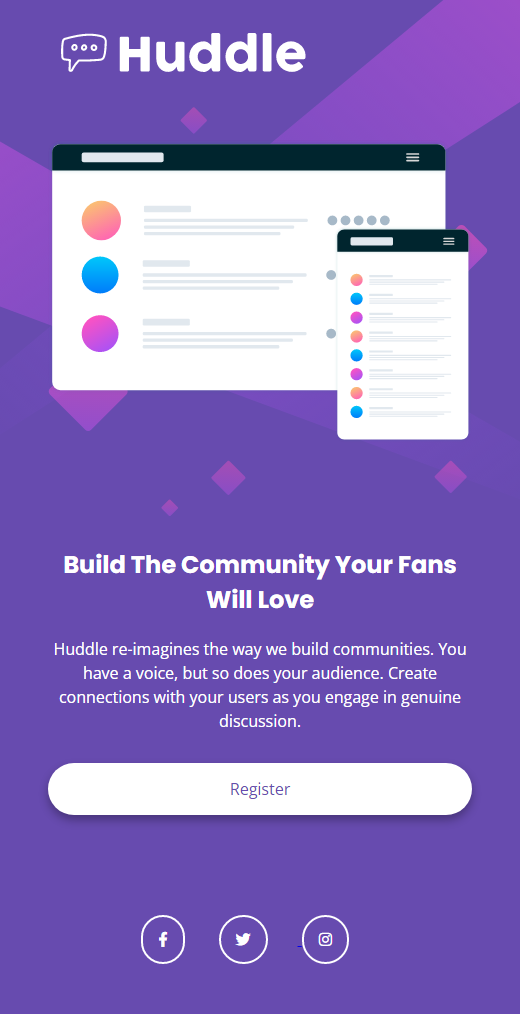 Huddle
Build The Community Your Fans
Will Love
Huddle re-imagines the way we build communities. You
have a voice, but so does your audience. Create
connections with your users as you engage in genuine
discussion.
Register